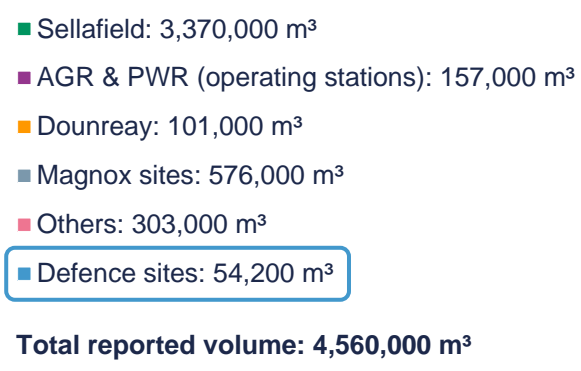 Sellafield: 3,370,000 m³
AGR & PWR (operating stations): 157,000 m³
Dounreay: 101,000 m³
Magnox sites: 576,000 m³
Others: 303,000 m³
Defence sites: 54,200 m³
Total reported volume: 4,560,000 m³